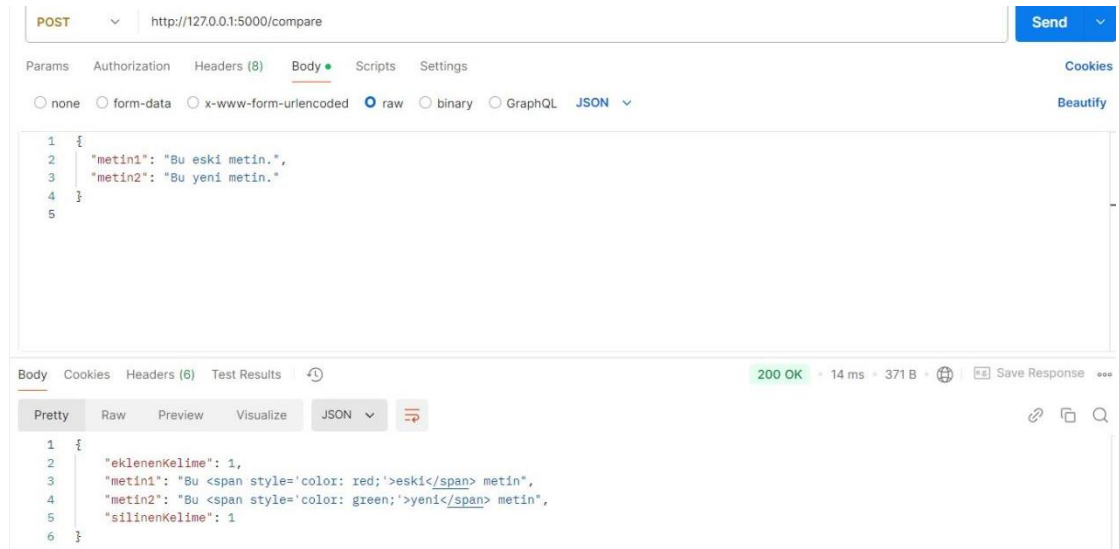 POST http://127.0.0.1:5000/compare Send
Params Authorization Headers (8) Body Scripts Settings Cookies
none form-data x-www-form-urlencoded raw binary GraphQL JSON Beautify
1 {
2 "metin1": "Bu eski metin.",
3 "metin2": "Bu yeni metin."
4 }
5
Body Cookies Headers (6) Test Results 200 OK 14 ms 371 B e.g. Save Response
Pretty Raw Preview Visualize JSON
1 {
2 "eklenenKelime": 1,
3 "metin1": "Bu <span style='color: red;'>eski</span> metin",
4 "metin2": "Bu <span style='color: green;'>yeni</span> metin",
5 "silinenKelime": 1
6 }